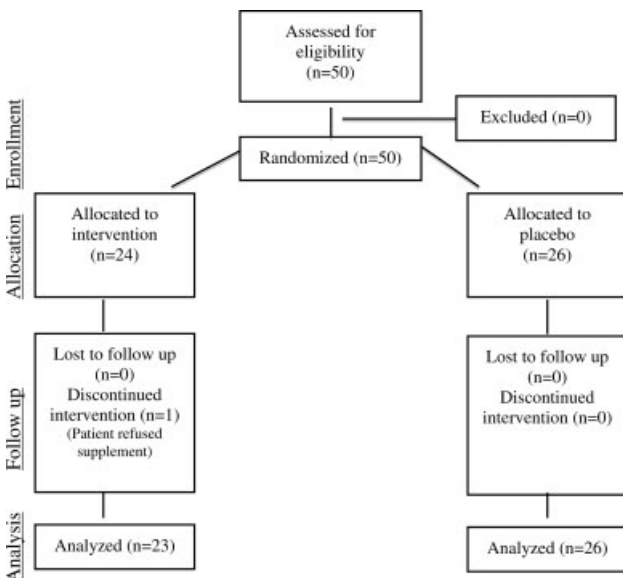 Assessed for
eligibility
(n=50)
Enrollment
Excluded (n=0)
Randomized (n=50)
Allocation
Allocated to
intervention
(n=24)
Allocated to
placebo
(n=26)
Follow up
Lost to follow up
(n=0)
Discontinued
intervention (n=1)
(Patient refused
supplement)
Lost to follow up
(n=0)
Discontinued
intervention (n=0)
Analysis
Analyzed (n=23)
Analyzed (n=26)